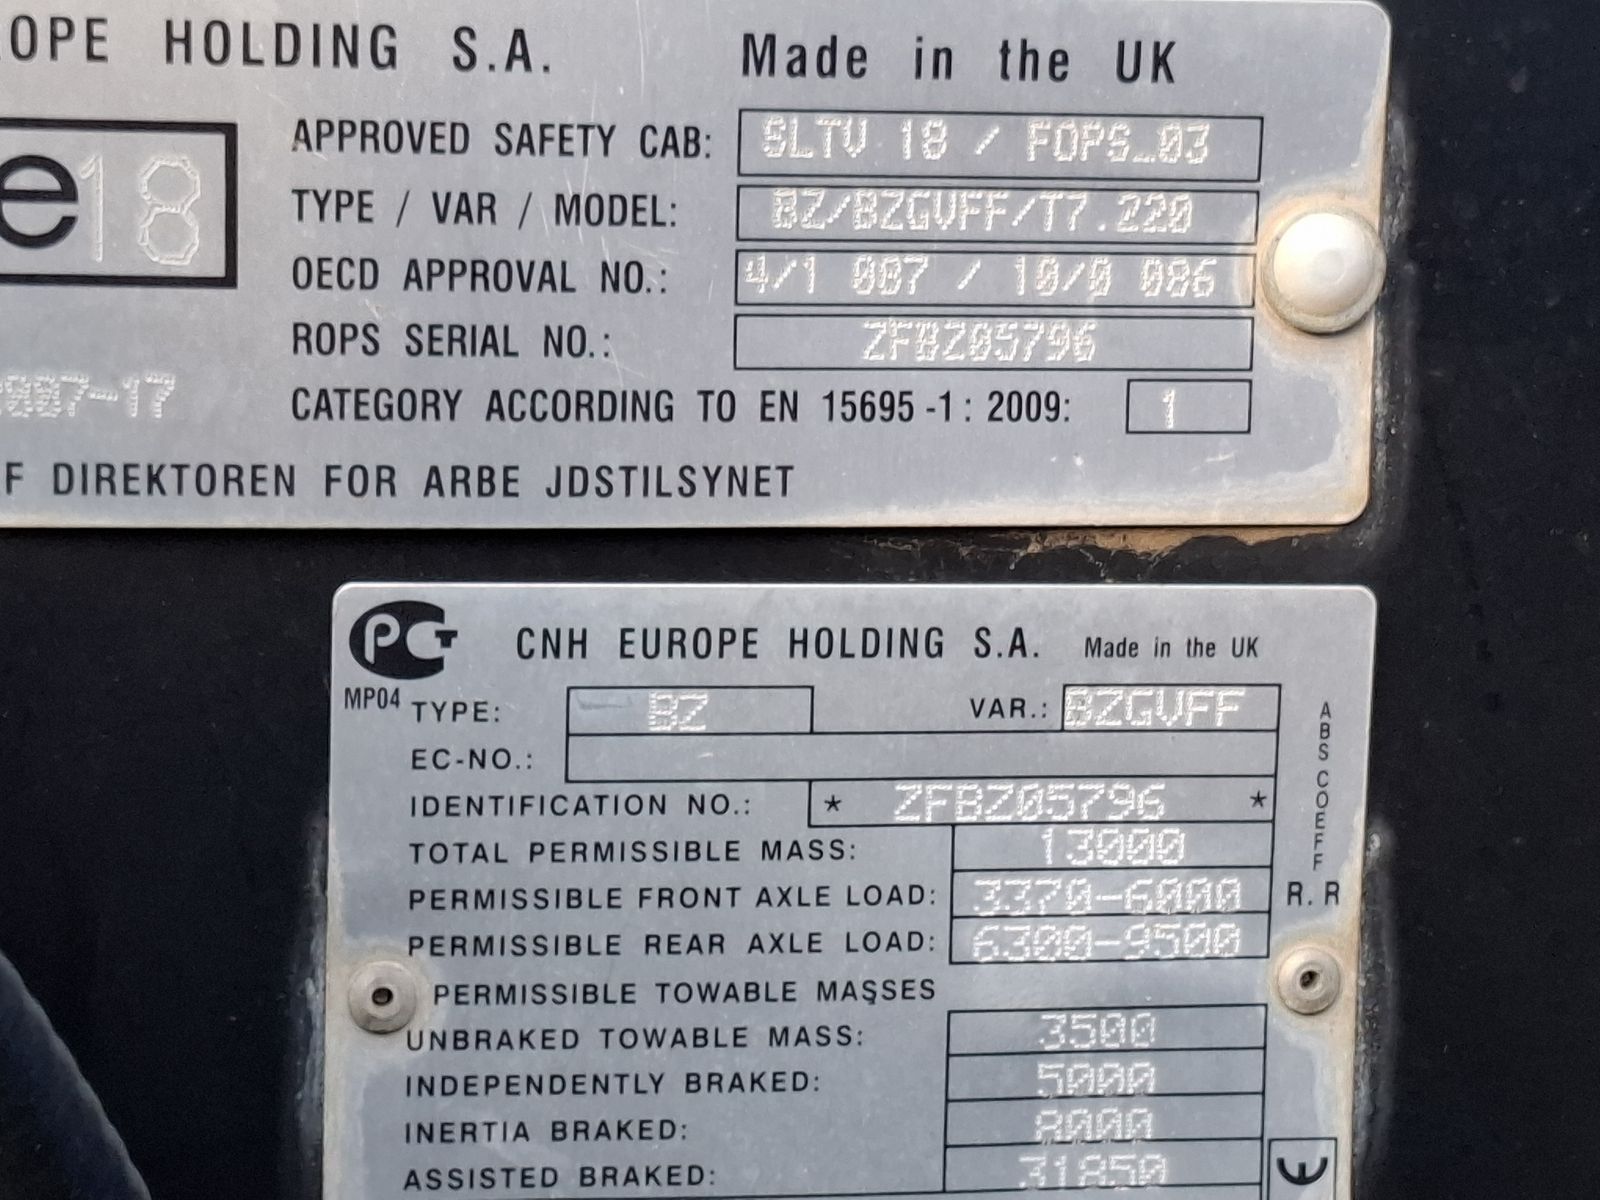 OPE HOLDING S.A. Made in the UK
e18
APPROVED SAFETY CAB: SLTV 18 / FOPS_03
TYPE / VAR / MODEL: BZ/BZGVFF/T7.220
OECD APPROVAL NO.: 4/1 007 / 10/0 086
ROPS SERIAL NO.: ZFBZ05796
007-17
CATEGORY ACCORDING TO EN 15695-1: 2009: 1
F DIREKTOREN FOR ARBE JDSTILSYNET
PCT CNH EUROPE HOLDING S.A. Made in the UK
MP04 TYPE: BZ VAR.: BZGVFF
EC-NO.:
IDENTIFICATION NO.: * ZFBZ05796 *
TOTAL PERMISSIBLE MASS: 13000
PERMISSIBLE FRONT AXLE LOAD: 3370-6000
PERMISSIBLE REAR AXLE LOAD: 6300-9500
ABS COEFF
R. R
PERMISSIBLE TOWABLE MASSES
UNBRAKED TOWABLE MASS: 3500
INDEPENDENTLY BRAKED: 5000
INERTIA BRAKED: 8000
ASSISTED BRAKED: 31850